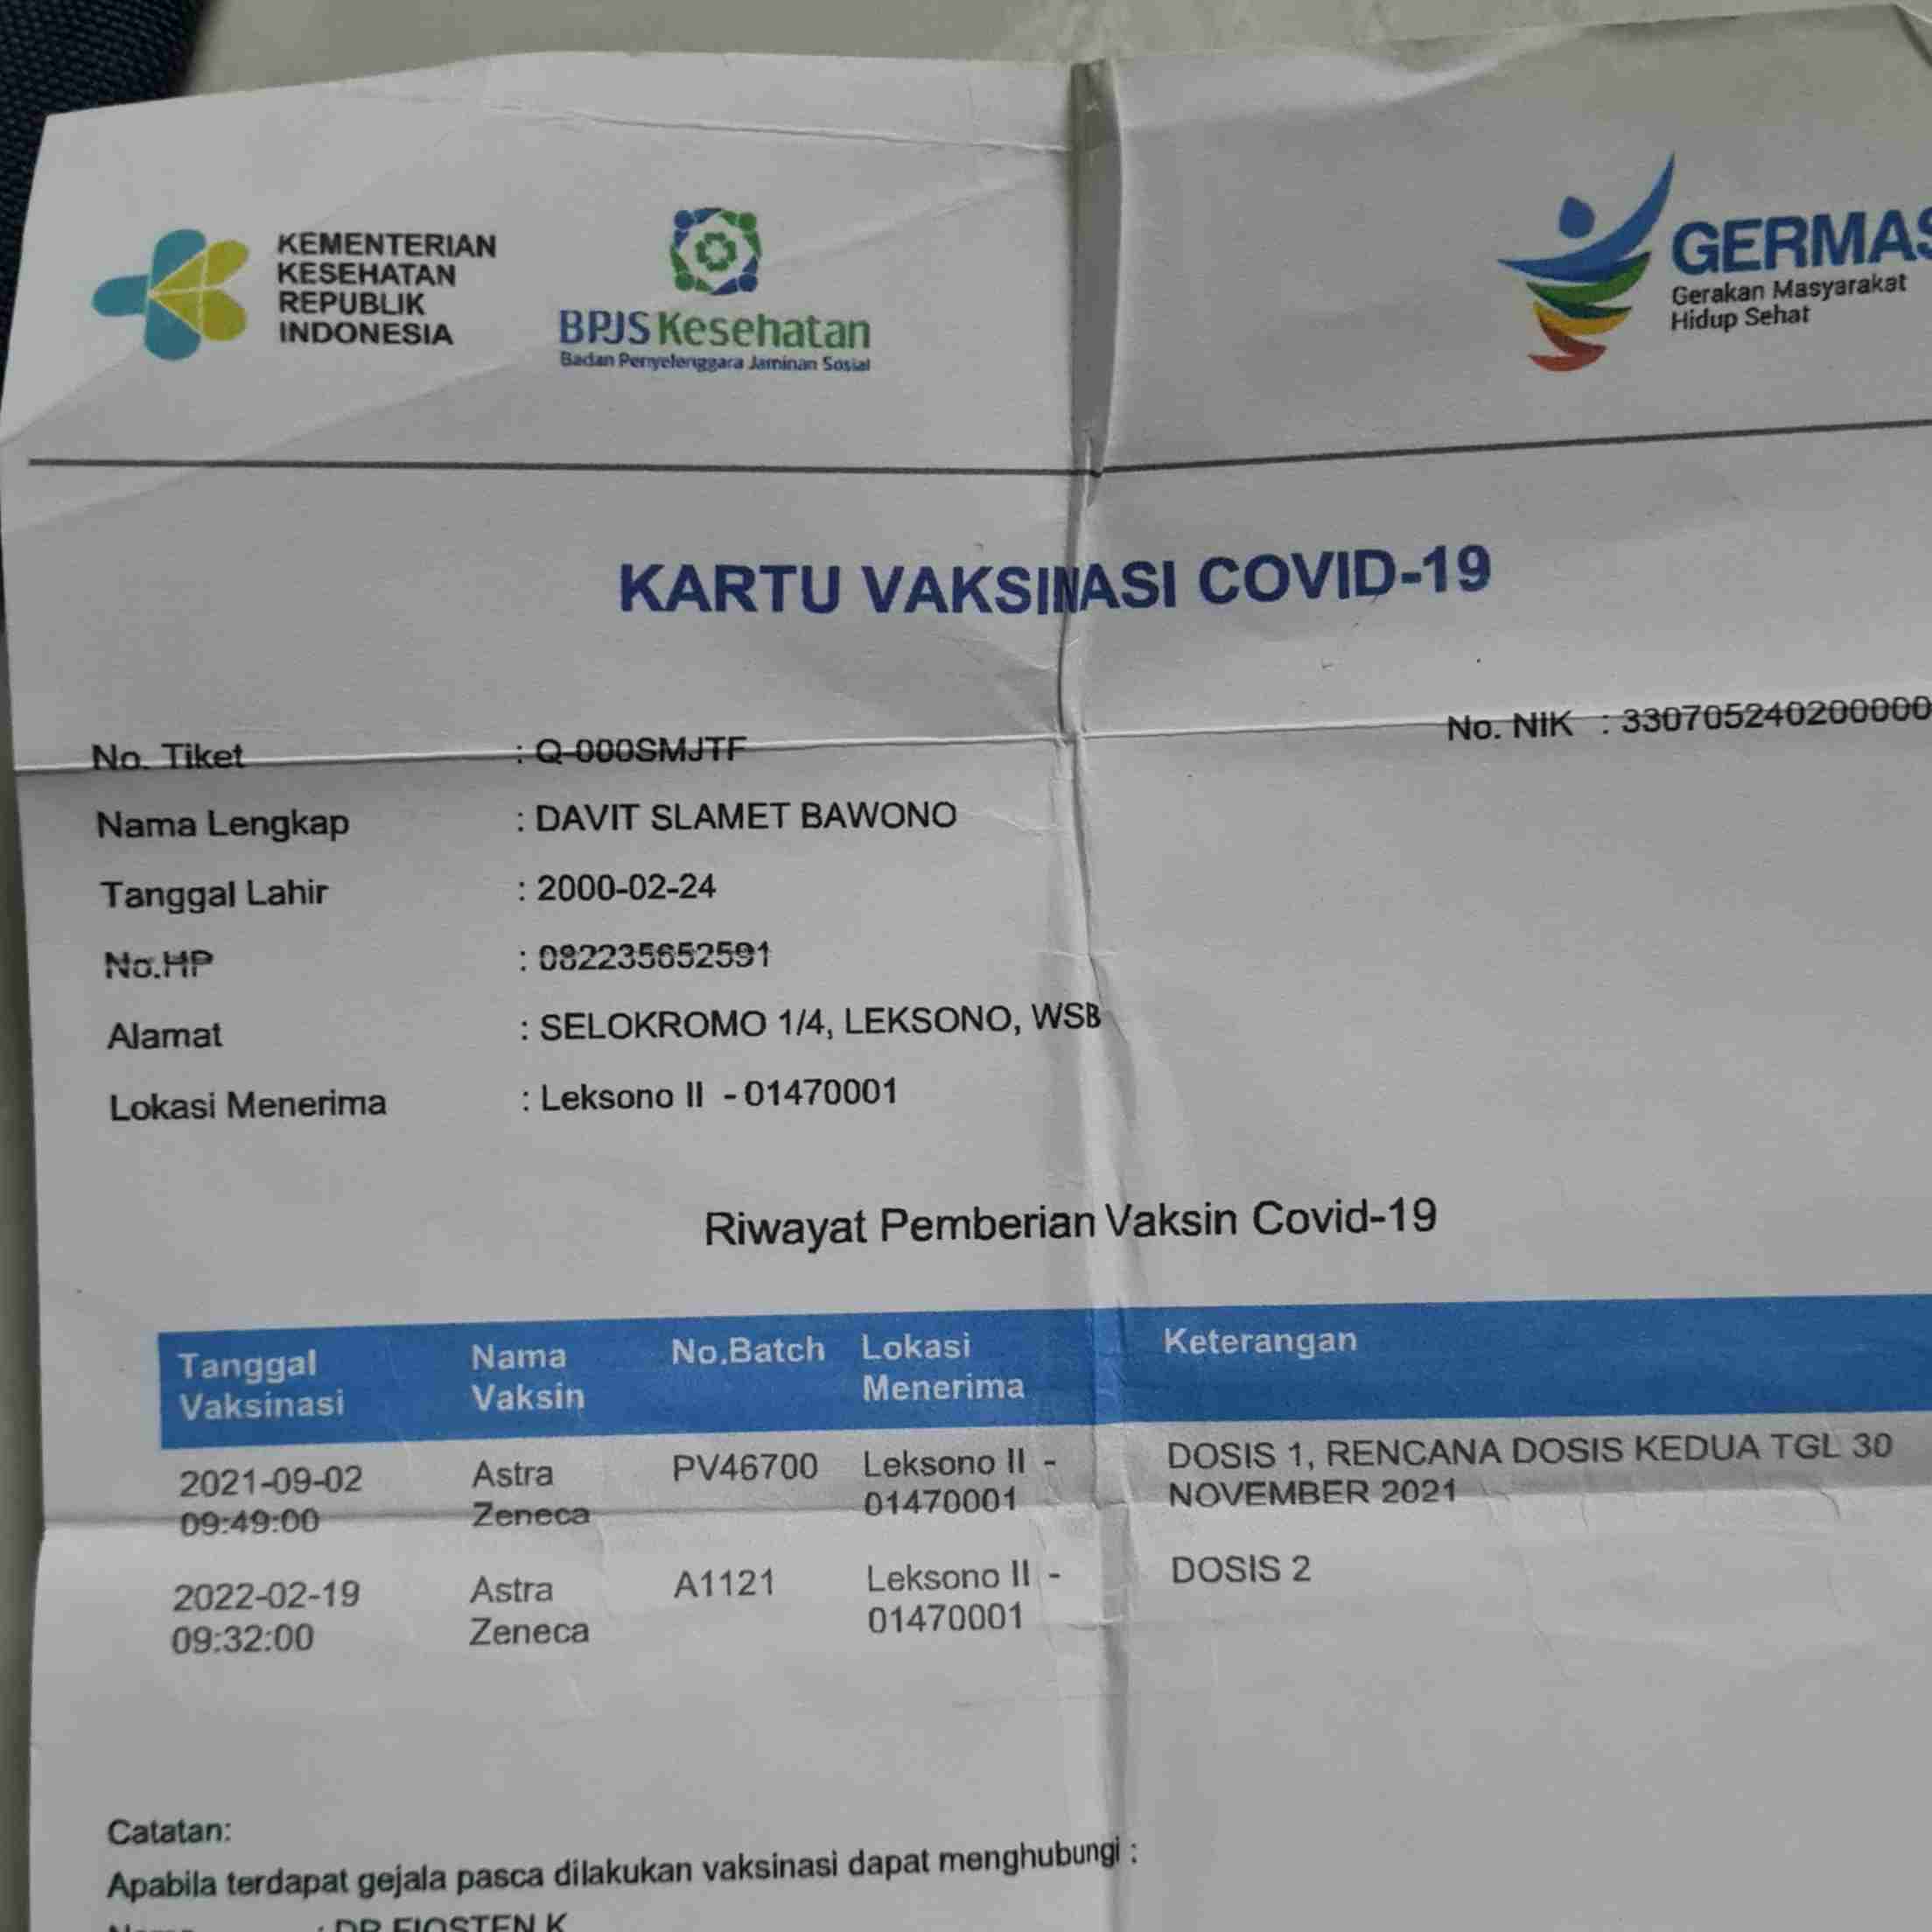 KEMENTERIAN
KESEHATAN
REPUBLIK
INDONESIA
BPJS Kesehatan
Badan Penyelenggara Jaminan Sosial
GERMAS
Gerakan Masyarakat
Hidup Sehat
KARTU VAKSINASI COVID-19
No. Tiket : Q-000SMJTF No. NIK : 330705240200000
Nama Lengkap : DAVIT SLAMET BAWONO
Tanggal Lahir : 2000-02-24
No.HP : 082235652591
Alamat : SELOKROMO 1/4, LEKSONO, WSB
Lokasi Menerima : Leksono II - 01470001
Riwayat Pemberian Vaksin Covid-19
Tanggal Nama No.Batch Lokasi Keterangan
Vaksinasi Vaksin Menerima
2021-09-02 Astra PV46700 Leksono II - DOSIS 1, RENCANA DOSIS KEDUA TGL 30
09:49:00 Zeneca 01470001 NOVEMBER 2021
2022-02-19 Astra A1121 Leksono II - DOSIS 2
09:32:00 Zeneca 01470001
Catatan:
Apabila terdapat gejala pasca dilakukan vaksinasi dapat menghubungi :
Nama : DR FIOSTEN K